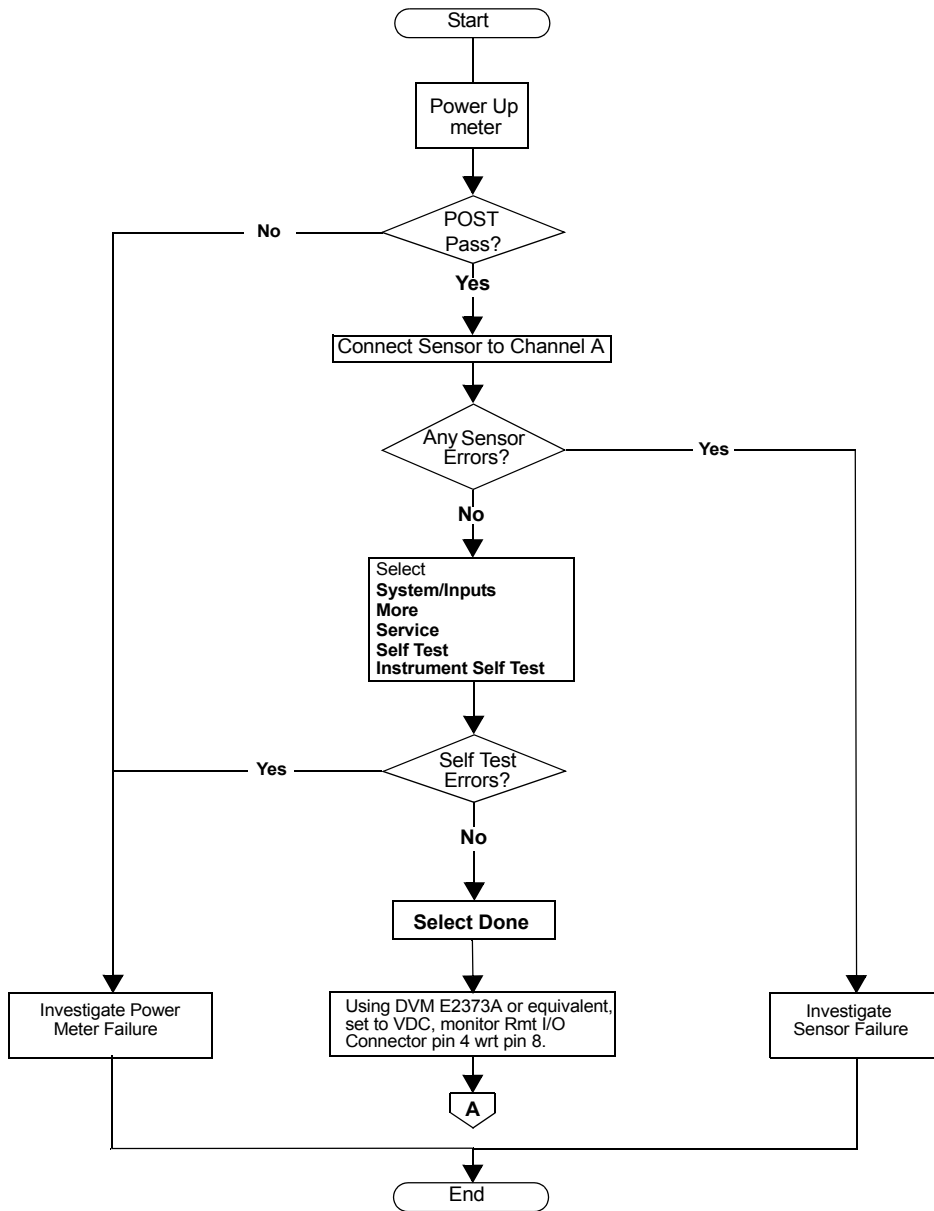 Start
Power Up
meter
POST
Pass?
No
Yes
Connect Sensor to Channel A
Any Sensor
Errors?
Yes
No
Select
System/Inputs
More
Service
Self Test
Instrument Self Test
Self Test
Errors?
Yes
No
Select Done
Investigate Power
Meter Failure
Using DVM E2373A or equivalent,
set to VDC, monitor Rmt I/O
Connector pin 4 wrt pin 8.
Investigate
Sensor Failure
A
End